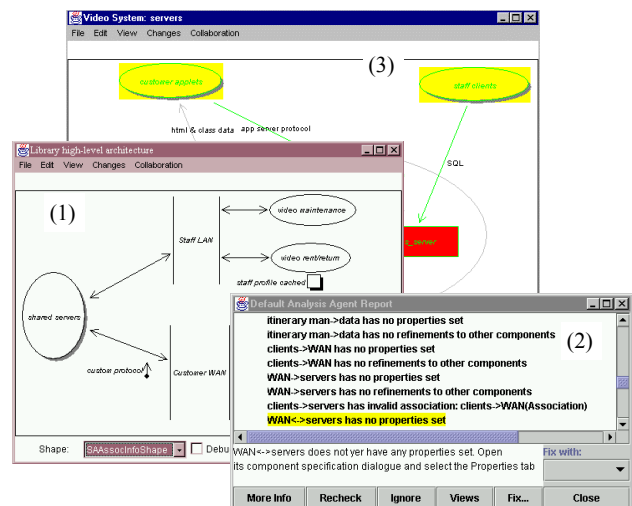 Video System: servers
File Edit View Changes Collaboration
(3)
customer applets
staff clients
html & class data app server protocol
SQL
s_server
Library high-level architecture
File Edit View Changes Collaboration
(1)
Staff LAN
video maintenance
video rent/return
staff profile cached
shared servers
custom protocol
Customer WAN
Shape: SAAssocInfoShape Debu
Default Analysis Agent Report
(2)
itinerary man->data has no properties set
itinerary man->data has no refinements to other components
clients->WAN has no properties set
clients->WAN has no refinements to other components
WAN->servers has no properties set
WAN->servers has no refinements to other components
clients->servers has invalid association: clients->WAN(Association)
WAN<->servers has no properties set
WAN<->servers does not yer have any properties set. Open
its component specification dialogue and select the Properties tab
Fix with:
More Info Recheck Ignore Views Fix... Close